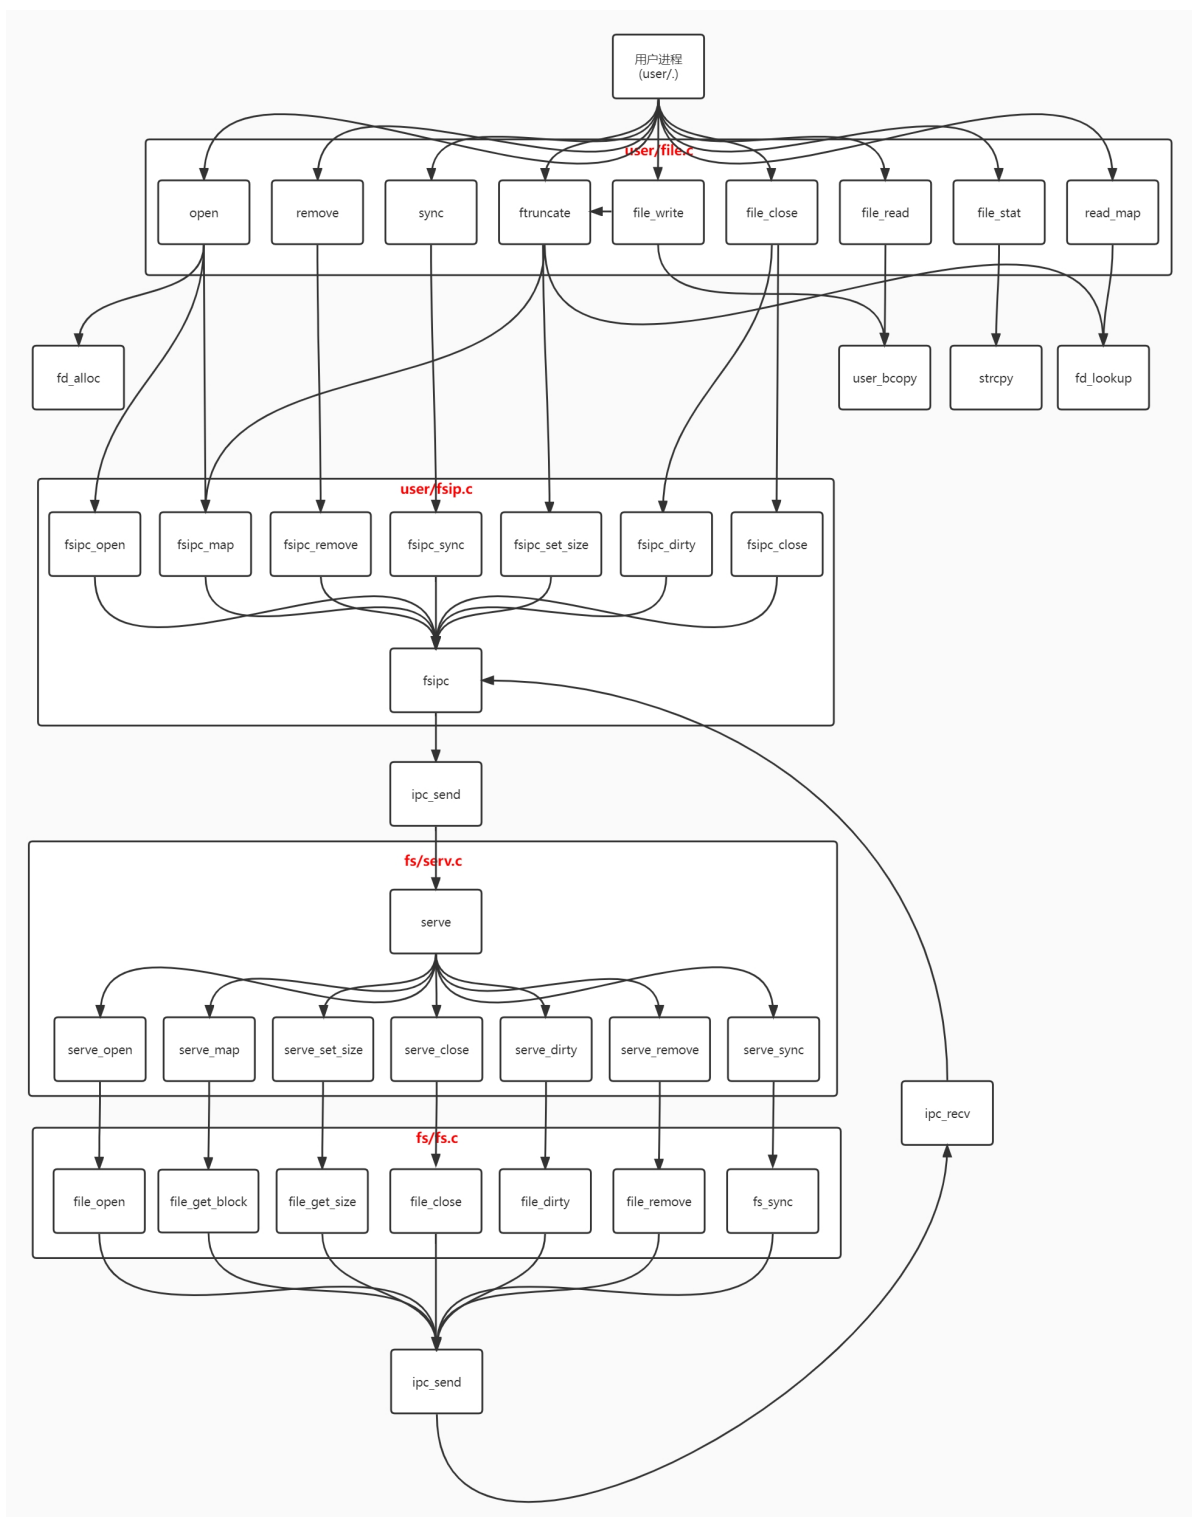 用户进程
(user/.)
user/file.c
open
remove
sync
ftruncate
file_write
file_close
file_read
file_stat
read_map
fd_alloc
user_bcopy
strcpy
fd_lookup
user/fsip.c
fsipc_open
fsipc_map
fsipc_remove
fsipc_sync
fsipc_set_size
fsipc_dirty
fsipc_close
fsipc
ipc_send
fs/serv.c
serve
serve_open
serve_map
serve_set_size
serve_close
serve_dirty
serve_remove
serve_sync
ipc_recv
fs/fs.c
file_open
file_get_block
file_get_size
file_close
file_dirty
file_remove
fs_sync
ipc_send